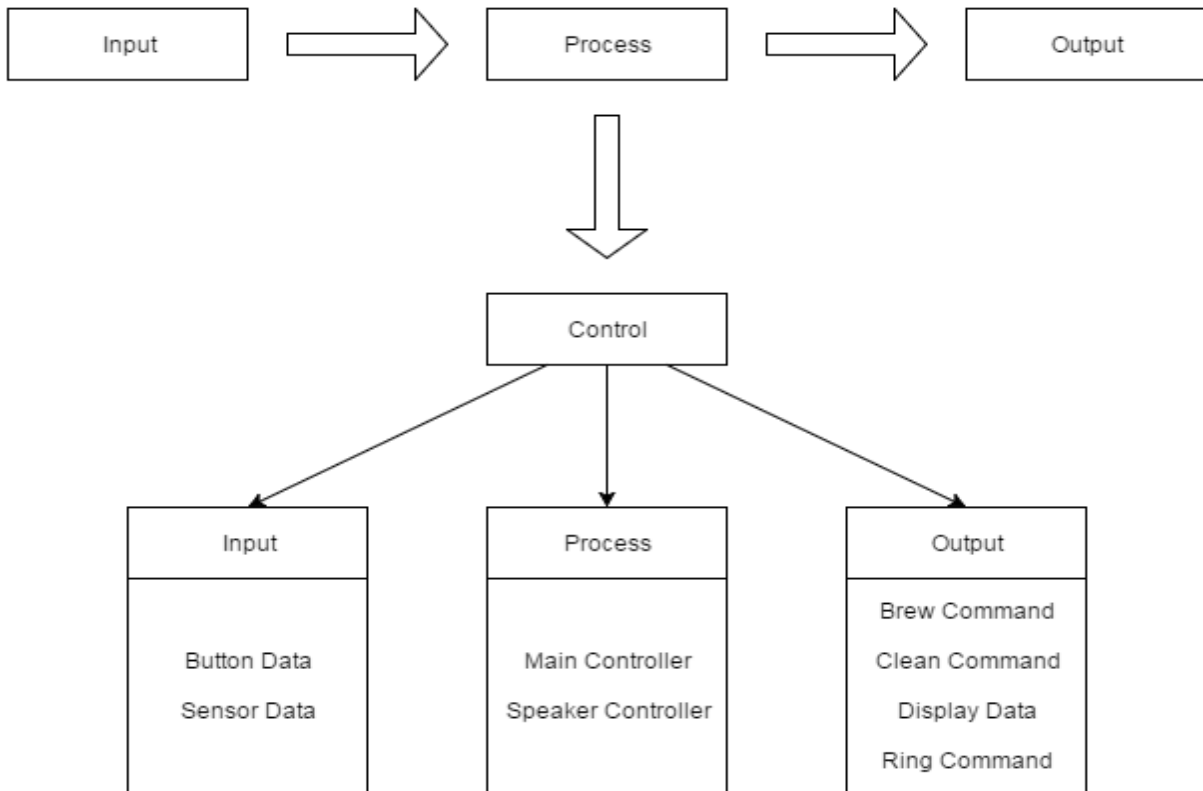 Input
Process
Output
Control
Input
Button Data
Sensor Data
Process
Main Controller
Speaker Controller
Output
Brew Command
Clean Command
Display Data
Ring Command